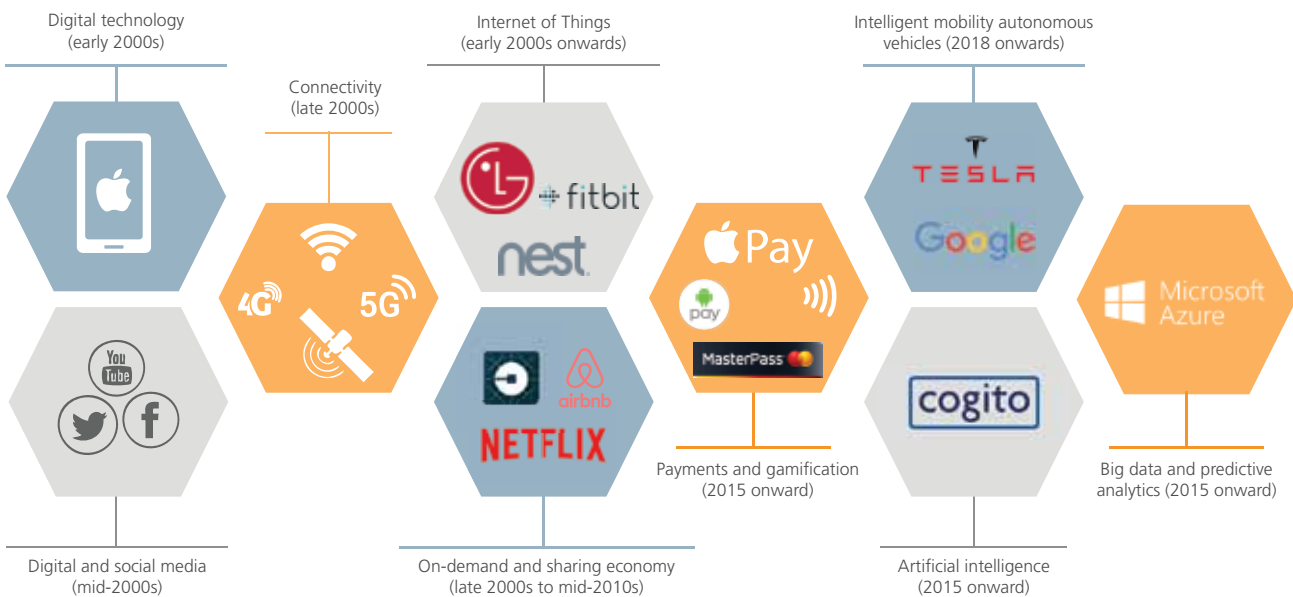 Digital technology
(early 2000s)
Connectivity
(late 2000s)
Internet of Things
(early 2000s onwards)
Intelligent mobility autonomous
vehicles (2018 onwards)
LG
fitbit
nest
TESLA
Google
4G
5G
Pay
pay
MasterPass
Microsoft
Azure
You
Tube
f
airbnb
NETFLIX
cogito
Payments and gamification
(2015 onward)
Big data and predictive
analytics (2015 onward)
Digital and social media
(mid-2000s)
On-demand and sharing economy
(late 2000s to mid-2010s)
Artificial intelligence
(2015 onward)